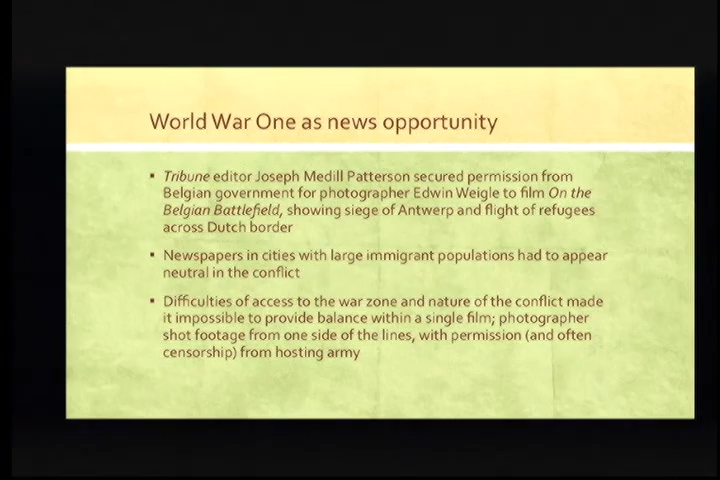 World War One as news opportunity
▪ Tribune editor Joseph Medill Patterson secured permission from
Belgian government for photographer Edwin Weigle to film On the
Belgian Battlefield, showing siege of Antwerp and flight of refugees
across Dutch border
▪ Newspapers in cities with large immigrant populations had to appear
neutral in the conflict
▪ Difficulties of access to the war zone and nature of the conflict made
it impossible to provide balance within a single film; photographer
shot footage from one side of the lines, with permission (and often
censorship) from hosting army